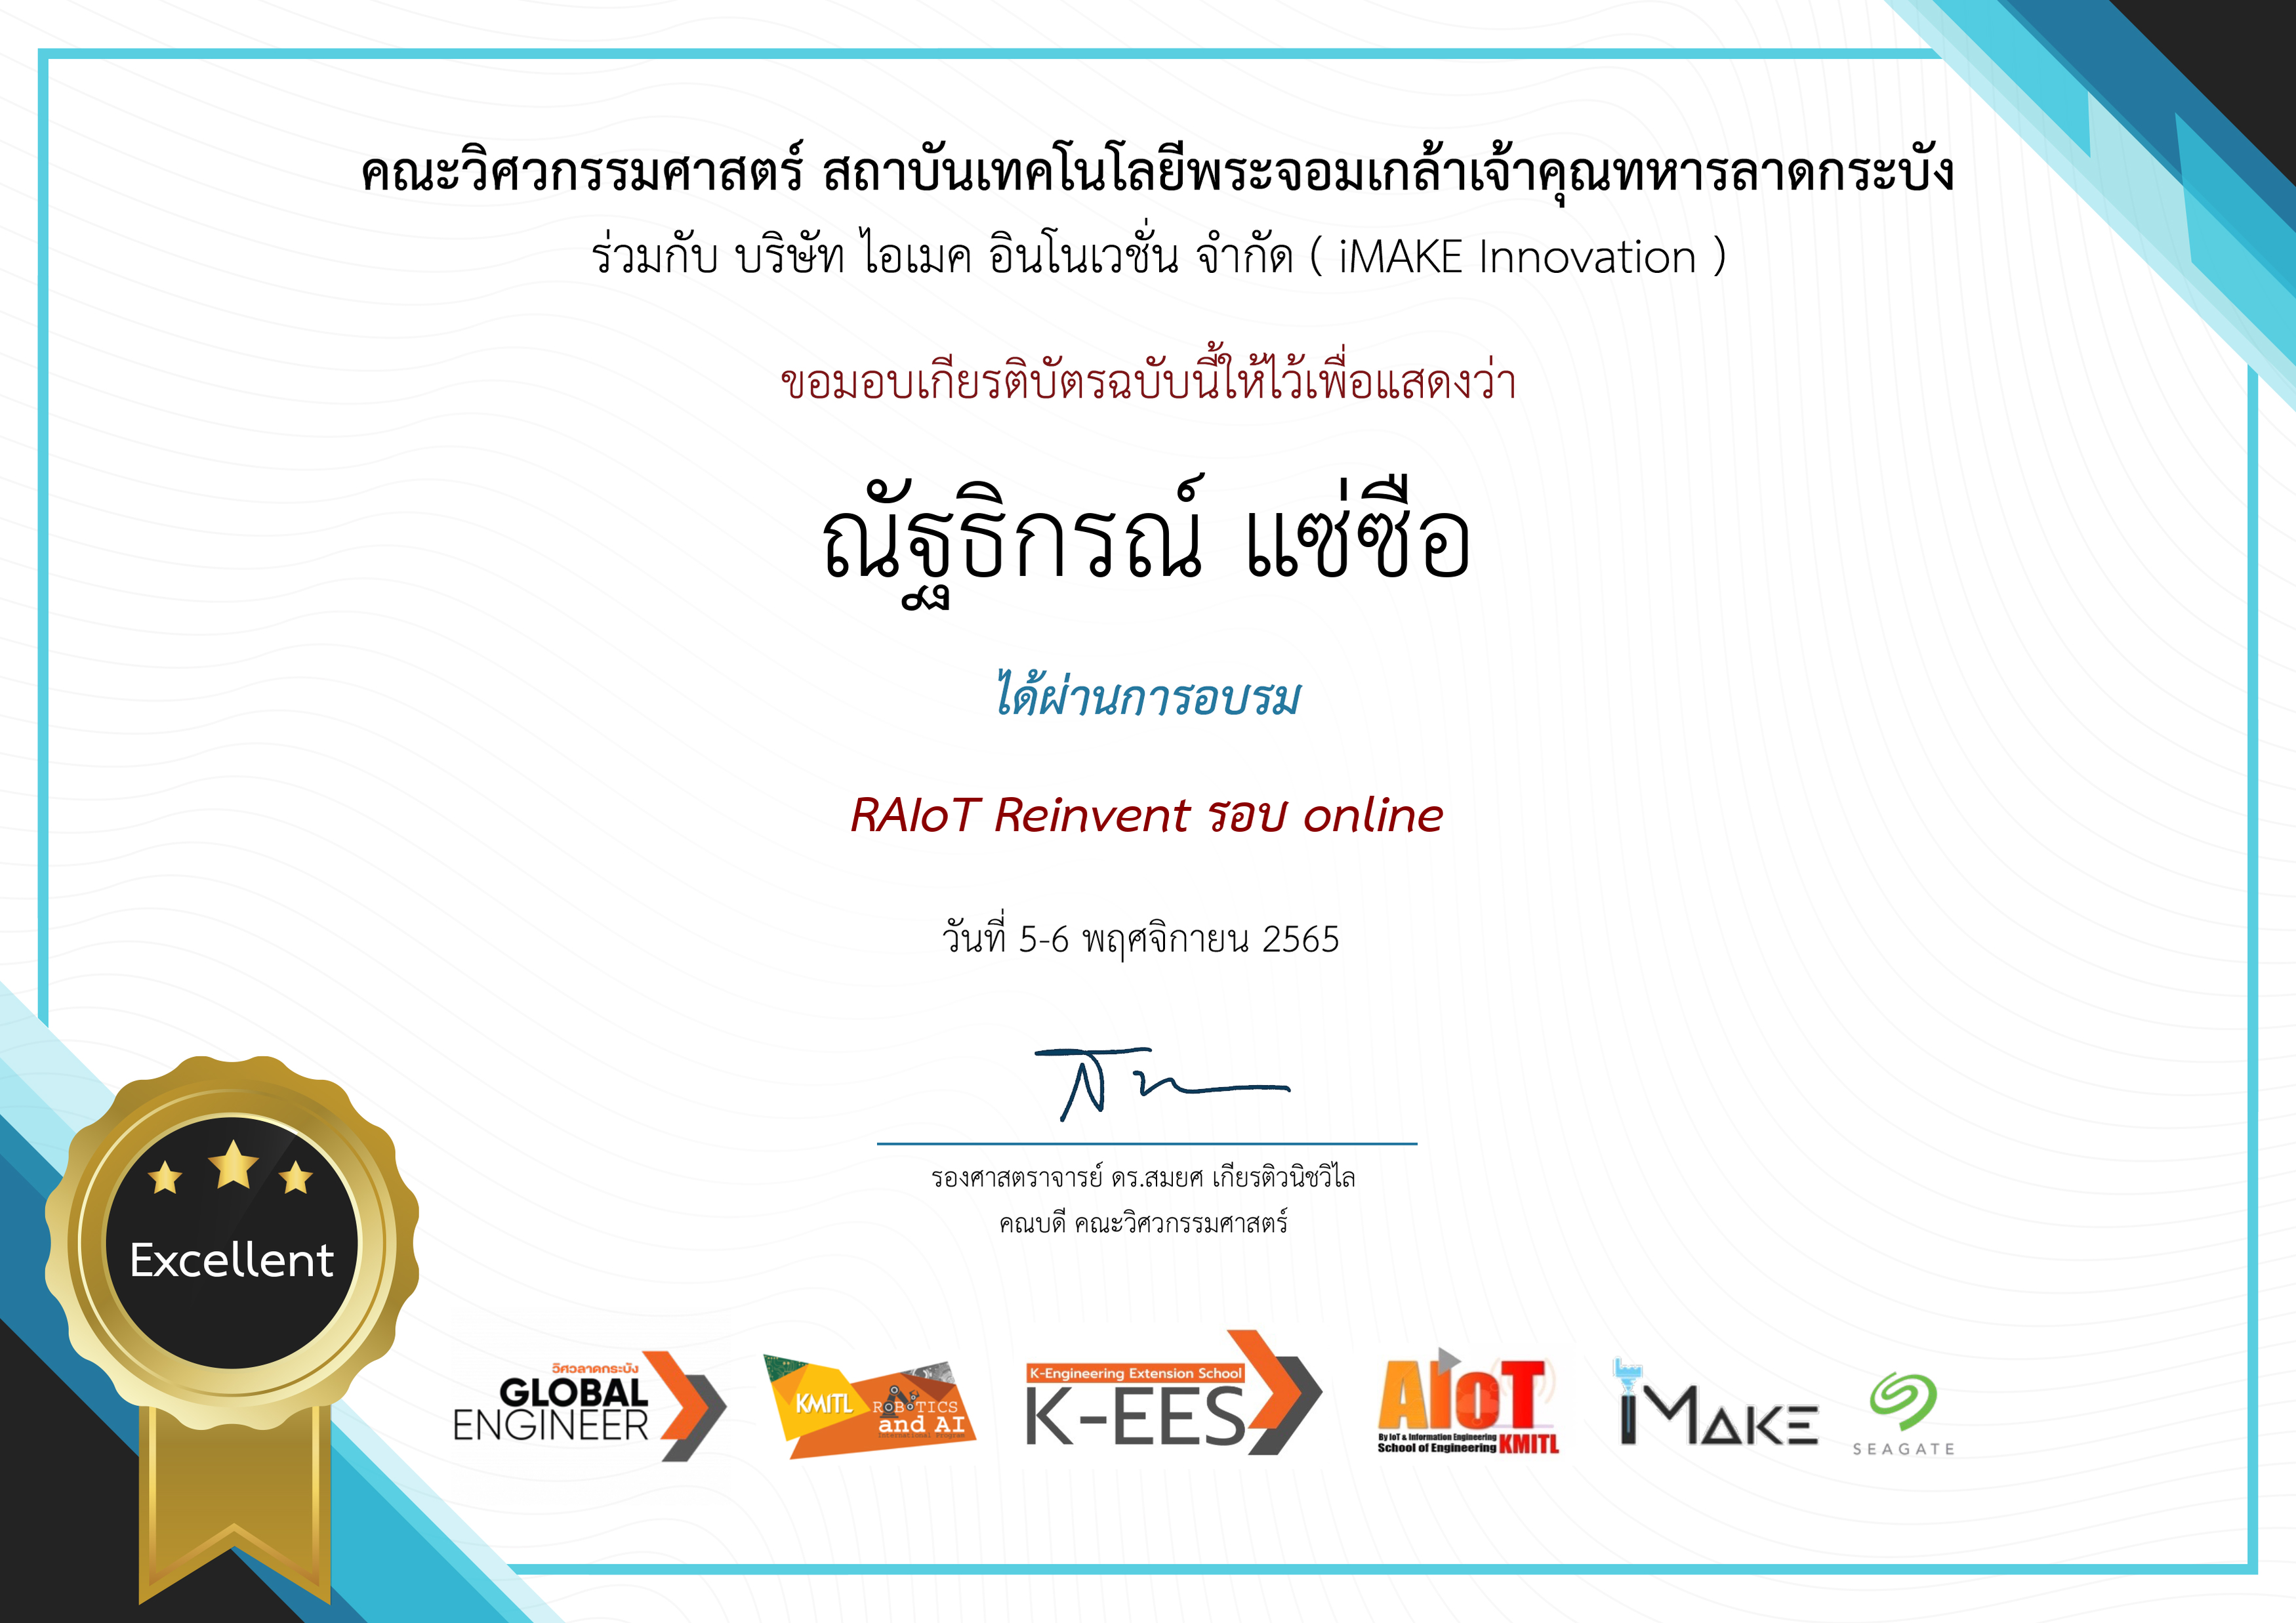 คณะวิศวกรรมศาสตร์ สถาบันเทคโนโลยีพระจอมเกล้าเจ้าคุณทหารลาดกระบัง
ร่วมกับ บริษัท ไอเมค อินโนเวชั่น จำกัด ( iMAKE Innovation )
ขอมอบเกียรติบัตรฉบับนี้ให้ไว้เพื่อแสดงว่า
ณัฐธิกรณ์ แซ่ซือ
ได้ผ่านการอบรม
RAIoT Reinvent รอบ online
วันที่ 5-6 พฤศจิกายน 2565
รองศาสตราจารย์ ดร.สมยศ เกียรติวนิชวิไล
คณบดี คณะวิศวกรรมศาสตร์
Excellent
วิศวลาดกระบัง
GLOBAL
ENGINEER
KMITL
ROBOTICS
and AI
International Program
K-Engineering Extension School
K-EES
AIoT
By IoT & Information Engineering
School of Engineering KMITL
iMAKE
SEAGATE